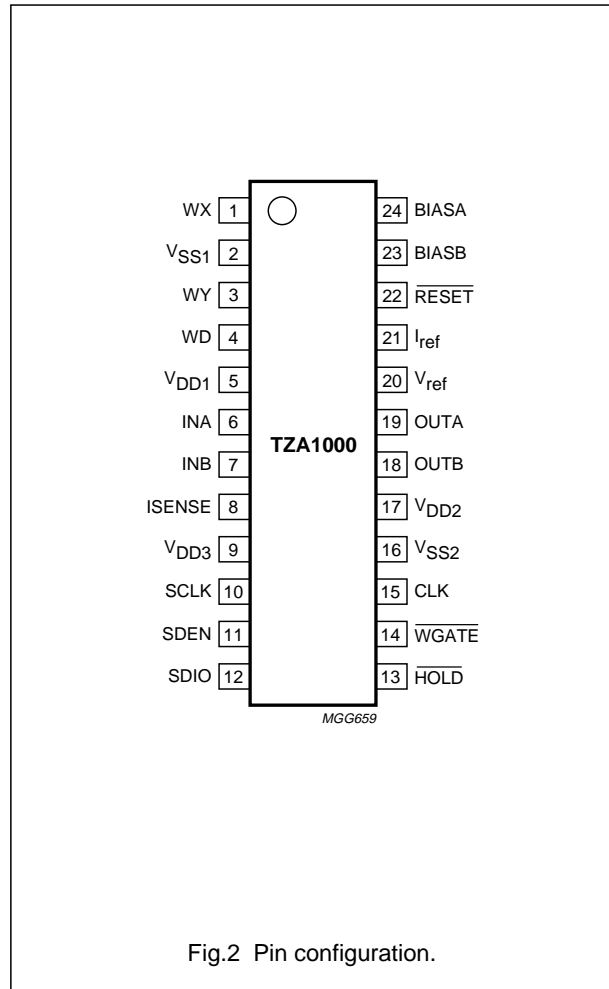 WX 1 24 BIASA
VSS1 2 23 BIASB
WY 3 22 RESET
WD 4 21 Iref
VDD1 5 20 Vref
INA 6 19 OUTA
TZA1000
INB 7 18 OUTB
ISENSE 8 17 VDD2
VDD3 9 16 VSS2
SCLK 10 15 CLK
SDEN 11 14 WGATE
SDIO 12 13 HOLD
MGG659
Fig.2 Pin configuration.